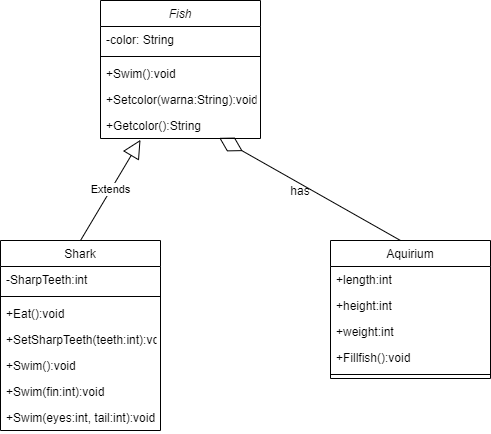 Fish
-color: String
+Swim():void
+Setcolor(warna:String):void
+Getcolor():String
Extends
has
Shark
-SharpTeeth:int
+Eat():void
+SetSharpTeeth(teeth:int):vc
+Swim():void
+Swim(fin:int):void
+Swim(eyes:int, tail:int):void
Aquirium
+length:int
+height:int
+weight:int
+Fillfish():void